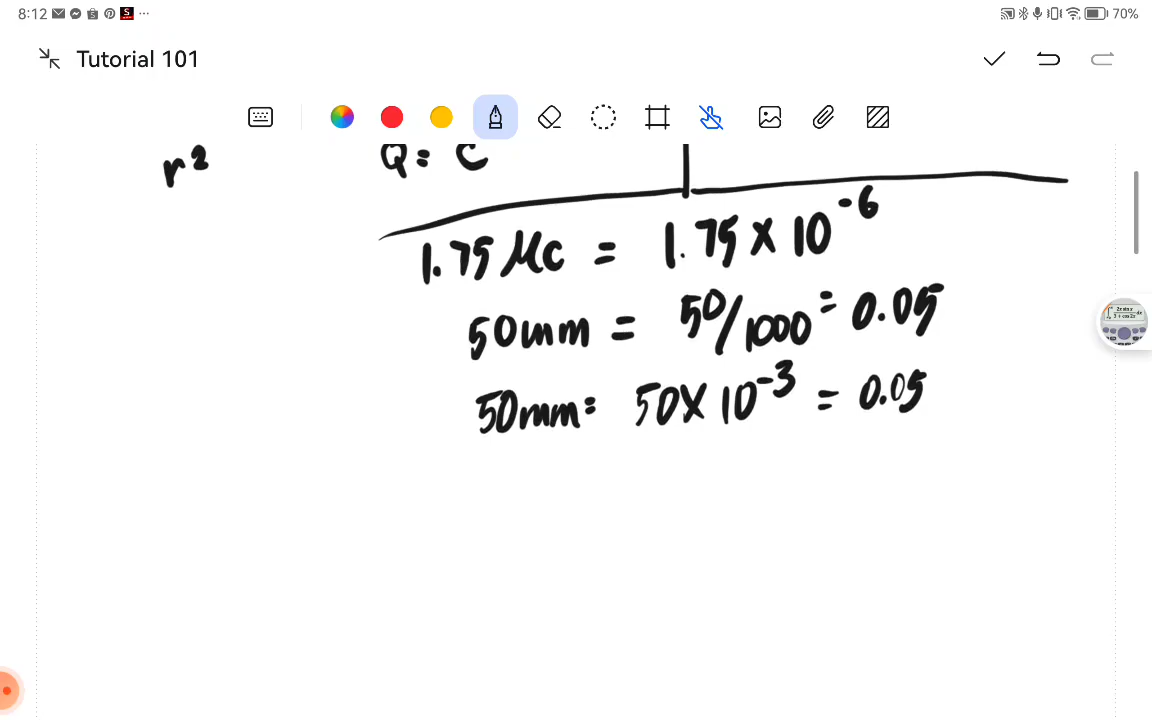 8:12 70%
Tutorial 101
r² Q = C
1.75 μc = 1.75 x 10⁻⁶
50mm = 50/1000 = 0.05
50mm = 50 x 10⁻³ = 0.05